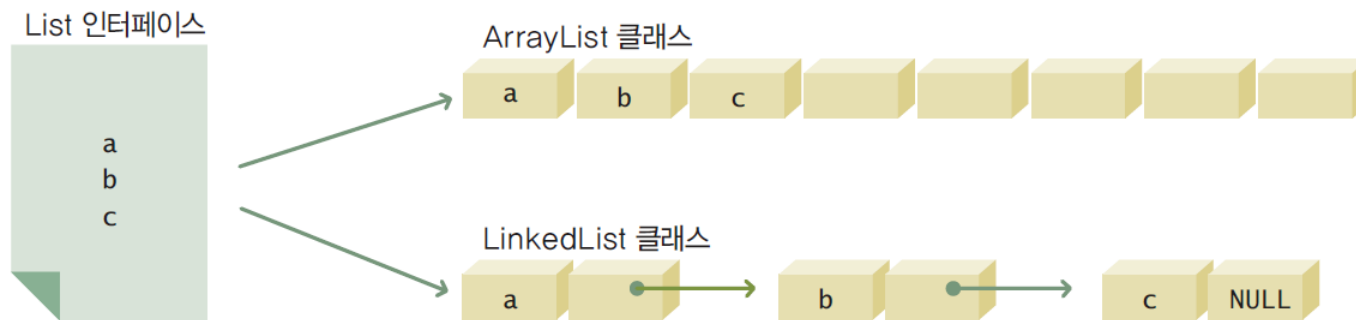 List 인터페이스
a
b
c
ArrayList 클래스
a b c
LinkedList 클래스
a b c NULL